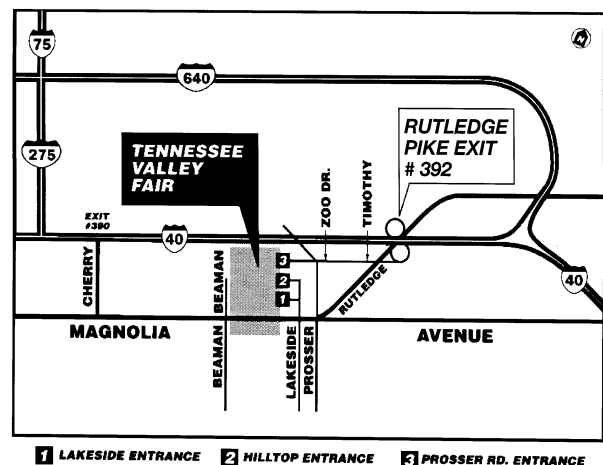 75
N
640
275
TENNESSEE
VALLEY
FAIR
RUTLEDGE
PIKE EXIT
# 392
ZOO DR.
TIMOTHY
EXIT
#390
40
CHERRY
BEAMAN
3
2
1
RUTLEDGE
40
MAGNOLIA
AVENUE
BEAMAN
LAKESIDE
PROSSER
1 LAKESIDE ENTRANCE 2 HILLTOP ENTRANCE 3 PROSSER RD. ENTRANCE